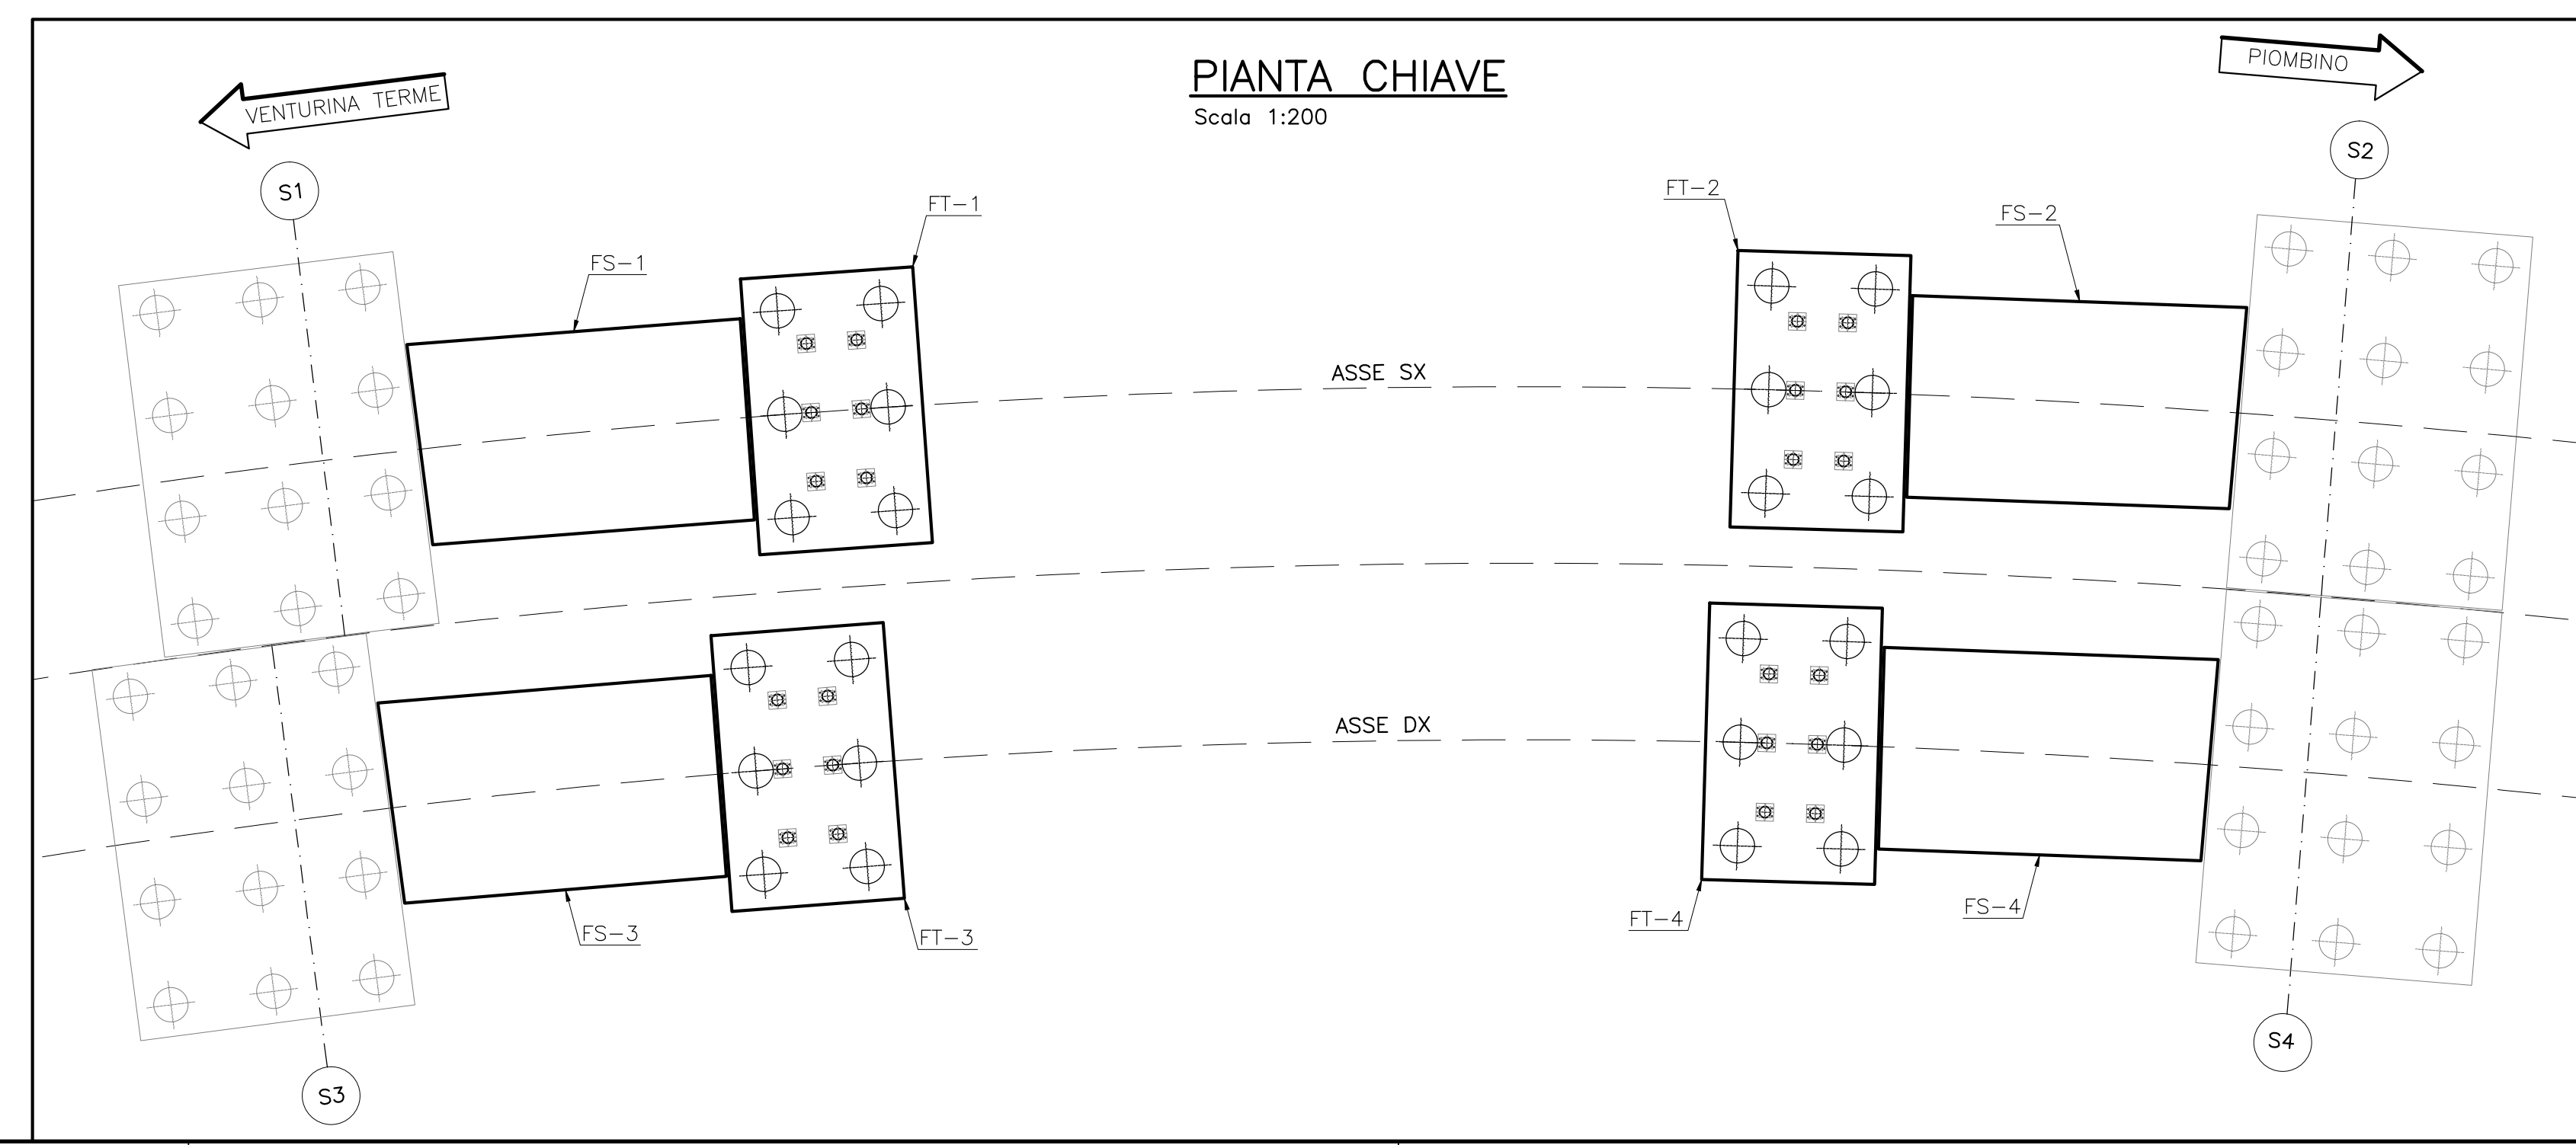 PIANTA CHIAVE
Scala 1:200
VENTURINA TERME
PIOMBINO
S1
S2
FT-1
FT-2
FS-1
FS-2
ASSE SX
ASSE DX
FS-3
FT-3
FT-4
FS-4
S3
S4